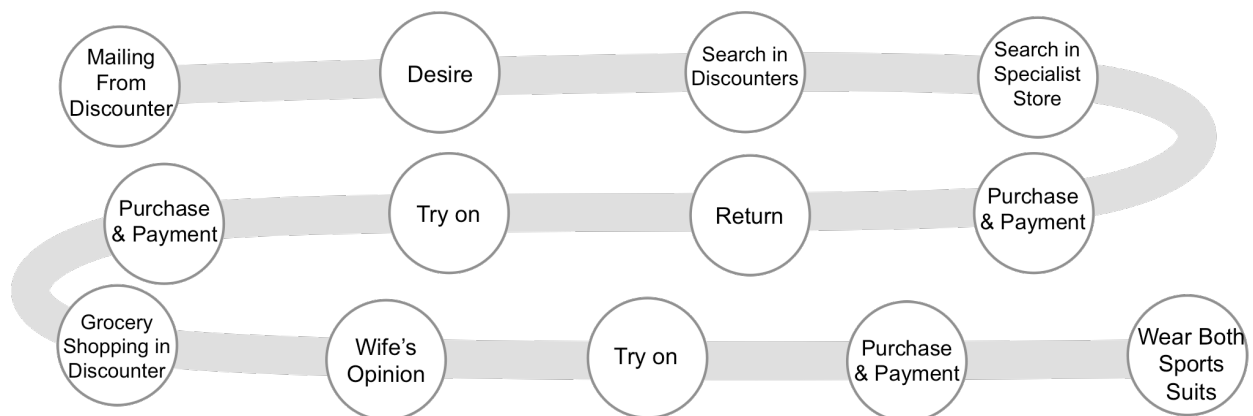 Mailing
From
Discounter
Desire
Search in
Discounters
Search in
Specialist
Store
Purchase
& Payment
Return
Try on
Purchase
& Payment
Grocery
Shopping in
Discounter
Wife's
Opinion
Try on
Purchase
& Payment
Wear Both
Sports
Suits